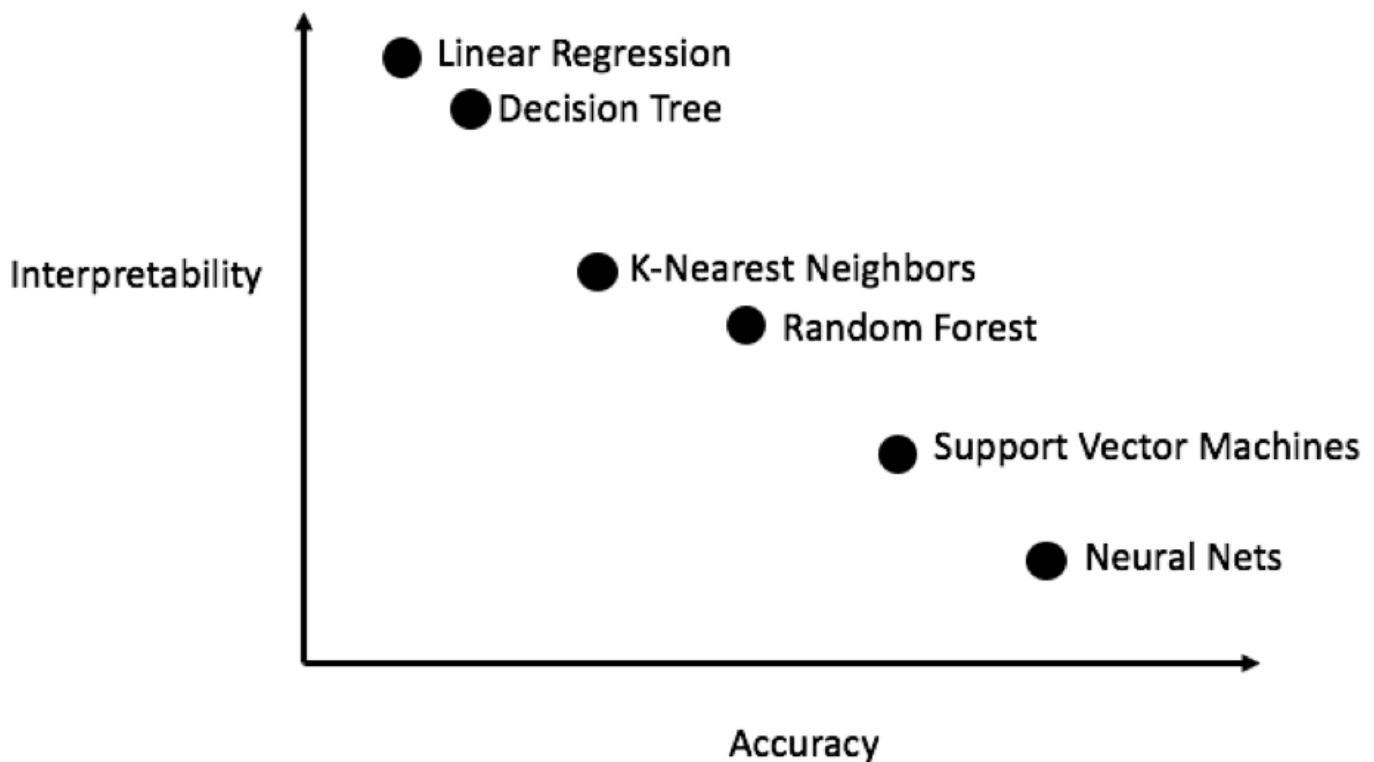 Linear Regression
Decision Tree
Interpretability
K-Nearest Neighbors
Random Forest
Support Vector Machines
Neural Nets
Accuracy